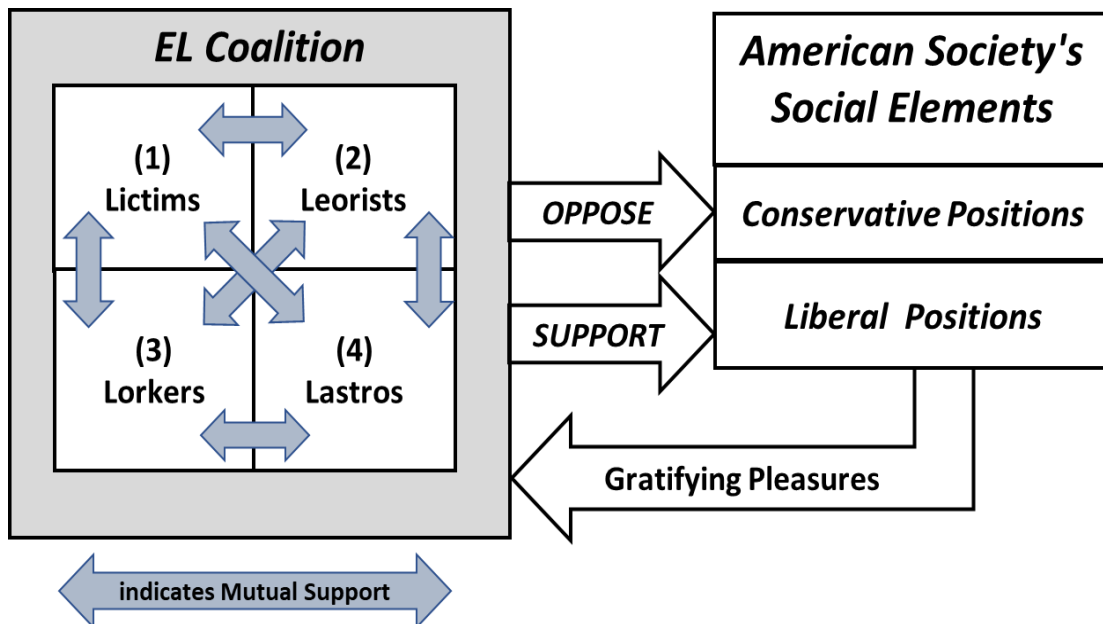 EL Coalition
(1)
Lictims
(2)
Leorists
(3)
Lorkers
(4)
Lastros
indicates Mutual Support
OPPOSE
SUPPORT
American Society's
Social Elements
Conservative Positions
Liberal Positions
Gratifying Pleasures